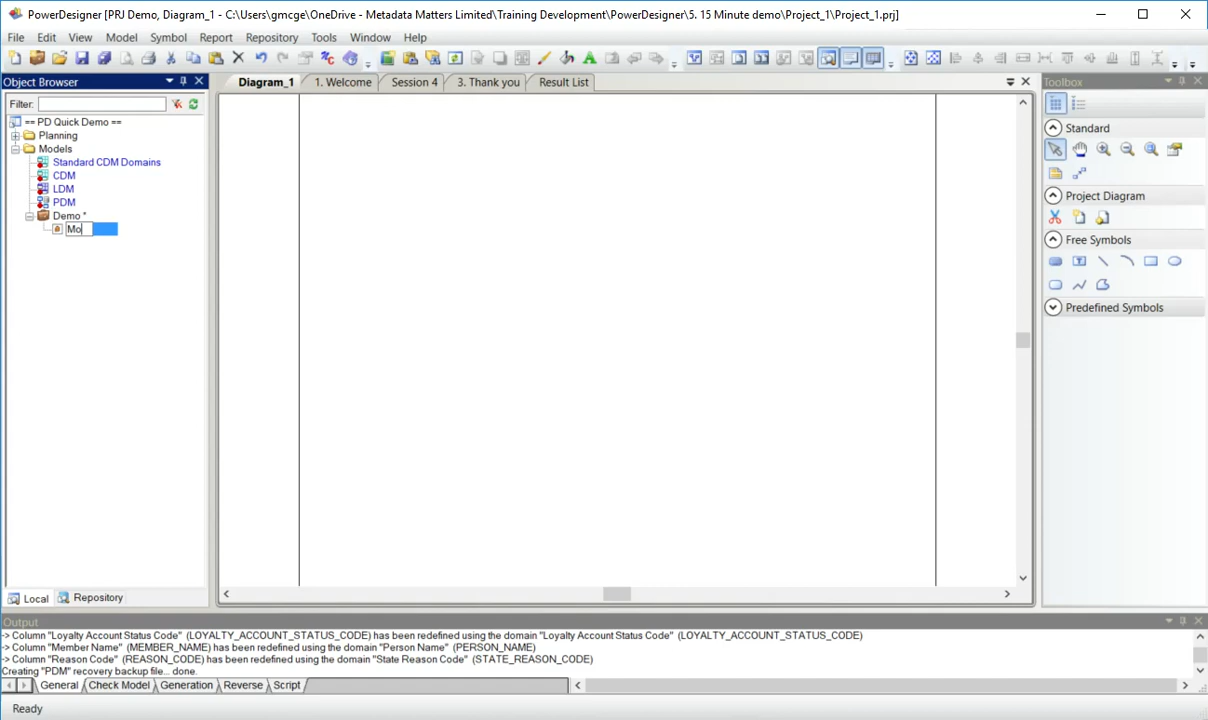 PowerDesigner [PRJ Demo, Diagram_1 - C:\Users\gmcge\OneDrive - Metadata Matters Limited\Training Development\PowerDesigner\5. 15 Minute demo\Project_1\Project_1.prj]
File Edit View Model Symbol Report Repository Tools Window Help
Object Browser
Diagram_1 1. Welcome Session 4 3. Thank you Result List
Toolbox
Filter:
== PD Quick Demo ==
Planning
Models
Standard CDM Domains
CDM
LDM
PDM
Demo *
Mo
Standard
Project Diagram
Free Symbols
Predefined Symbols
Local Repository
Output
-> Column "Loyalty Account Status Code" (LOYALTY_ACCOUNT_STATUS_CODE) has been redefined using the domain "Loyalty Account Status Code" (LOYALTY_ACCOUNT_STATUS_CODE)
-> Column "Member Name" (MEMBER_NAME) has been redefined using the domain "Person Name" (PERSON_NAME)
-> Column "Reason Code" (REASON_CODE) has been redefined using the domain "State Reason Code" (STATE_REASON_CODE)
Creating "PDM" recovery backup file... done.
General Check Model Generation Reverse Script
Ready